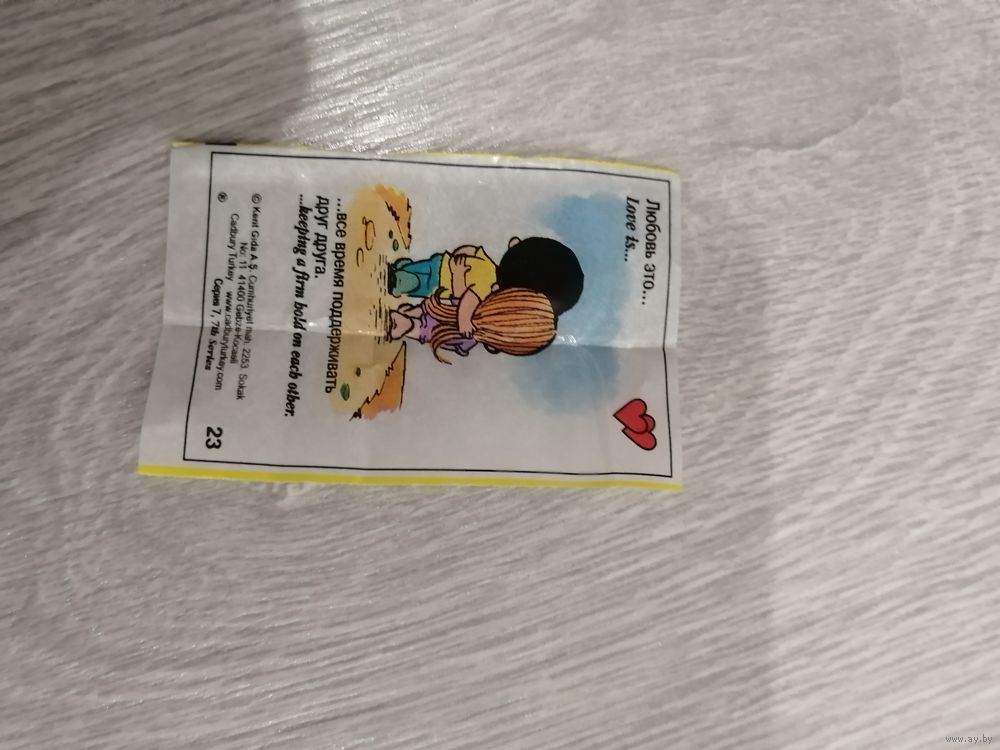 Любовь это...
Love is...
...все время поддерживать
друг друга.
...keeping a firm hold on each other.
© Kent Gida A.Ş. Cumhuriyet mah. 2253. Sokak
No: 11 41400 Gebze-Kocaeli
Cadbury Turkey www.cadburyturkey.com
®
Серия 7, 7th Series
23
www.ay.by